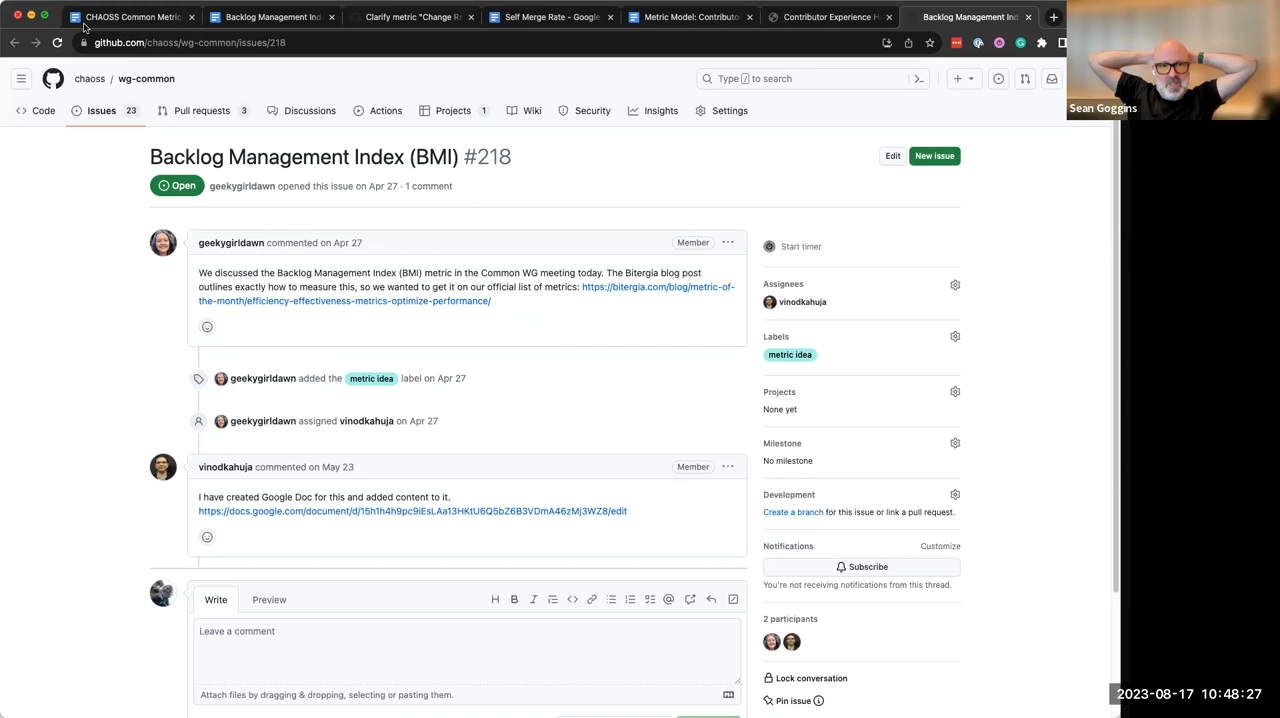 CHAOSS Common Metric
Backlog Management Ind
Clarify metric "Change R
Self Merge Rate - Google
Metric Model: Contributo
Contributor Experience H
Backlog Management Ind
github.com/chaoss/wg-common/issues/218
chaoss / wg-common
Type / to search
Code
Issues 23
Pull requests 3
Discussions
Actions
Projects 1
Wiki
Security
Insights
Settings
Sean Goggins
Backlog Management Index (BMI) #218
Edit
New issue
Open
geekygirldawn opened this issue on Apr 27 · 1 comment
geekygirldawn commented on Apr 27
Member
We discussed the Backlog Management Index (BMI) metric in the Common WG meeting today. The Bitergia blog post
outlines exactly how to measure this, so we wanted to get it on our official list of metrics: https://bitergia.com/blog/metric-of-
the-month/efficiency-effectiveness-metrics-optimize-performance/
geekygirldawn added the metric idea label on Apr 27
geekygirldawn assigned vinodkahuja on Apr 27
vinodkahuja commented on May 23
Member
I have created Google Doc for this and added content to it.
https://docs.google.com/document/d/15h1h4h9pc9iEsLAa13HKtU6Q5bZ6B3VDmA46zMj3WZ8/edit
Write
Preview
Leave a comment
Attach files by dragging & dropping, selecting or pasting them.
Start timer
Assignees
vinodkahuja
Labels
metric idea
Projects
None yet
Milestone
No milestone
Development
Create a branch for this issue or link a pull request.
Notifications
Customize
Subscribe
You're not receiving notifications from this thread.
2 participants
Lock conversation
Pin issue
2023-08-17 10:48:27